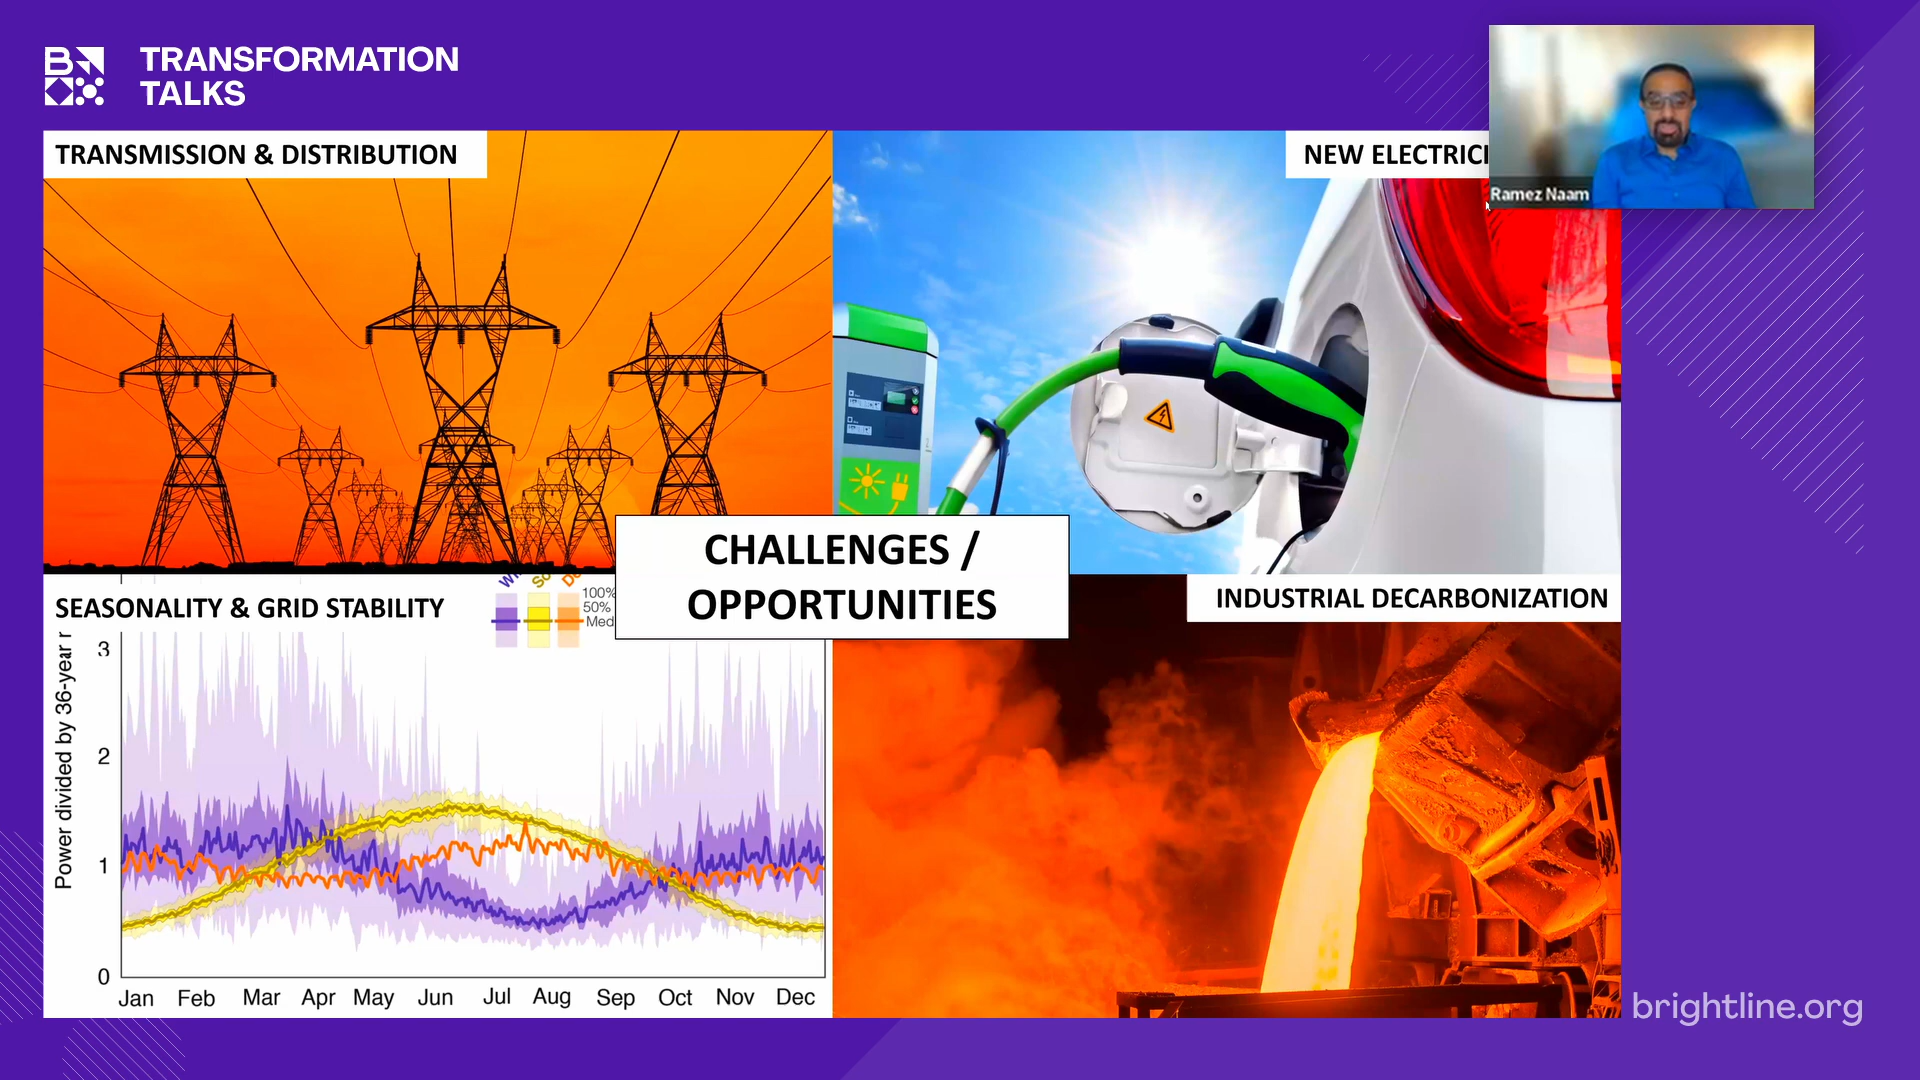 TRANSFORMATION
TALKS
Ramez Naam
TRANSMISSION & DISTRIBUTION
NEW ELECTRICI
CHALLENGES /
OPPORTUNITIES
SEASONALITY & GRID STABILITY
100%
50%
Med
INDUSTRIAL DECARBONIZATION
Power divided by 36-year
3
2
1
0
Jan Feb Mar Apr May Jun Jul Aug Sep Oct Nov Dec
brightline.org